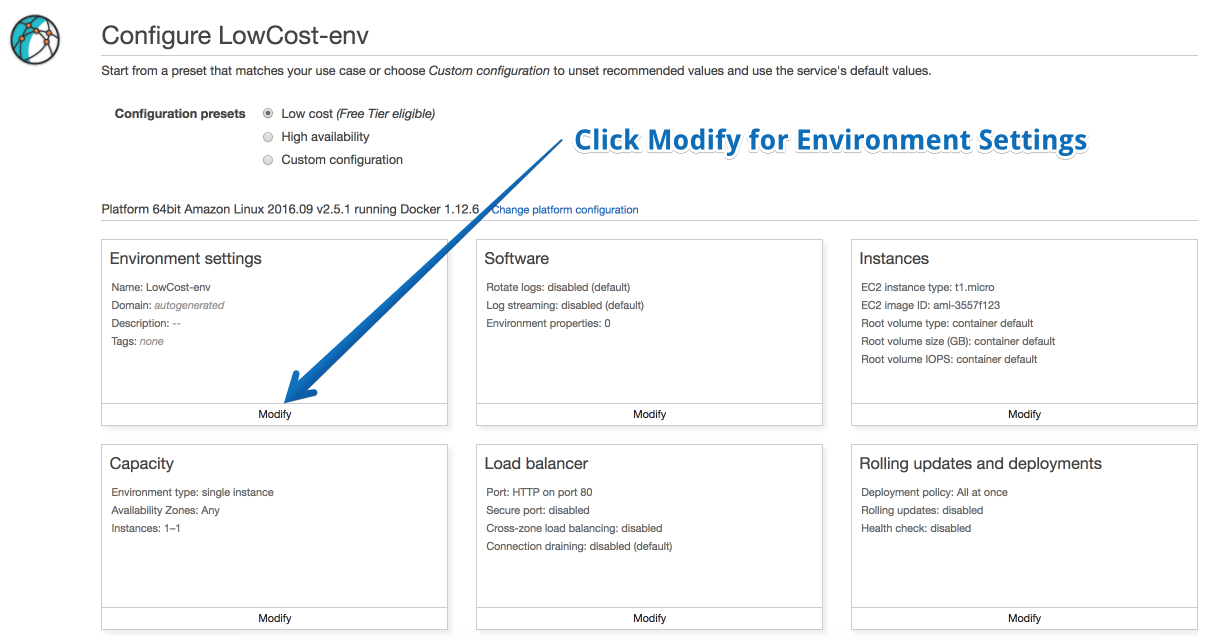 Configure LowCost-env
Start from a preset that matches your use case or choose Custom configuration to unset recommended values and use the service's default values.
Configuration presets
Low cost (Free Tier eligible)
High availability
Custom configuration
Click Modify for Environment Settings
Platform 64bit Amazon Linux 2016.09 v2.5.1 running Docker 1.12.6 Change platform configuration
Environment settings
Name: LowCost-env
Domain: autogenerated
Description: --
Tags: none
Modify
Software
Rotate logs: disabled (default)
Log streaming: disabled (default)
Environment properties: 0
Modify
Instances
EC2 instance type: t1.micro
EC2 image ID: ami-3557f123
Root volume type: container default
Root volume size (GB): container default
Root volume IOPS: container default
Modify
Capacity
Environment type: single instance
Availability Zones: Any
Instances: 1–1
Modify
Load balancer
Port: HTTP on port 80
Secure port: disabled
Cross-zone load balancing: disabled
Connection draining: disabled (default)
Modify
Rolling updates and deployments
Deployment policy: All at once
Rolling updates: disabled
Health check: disabled
Modify